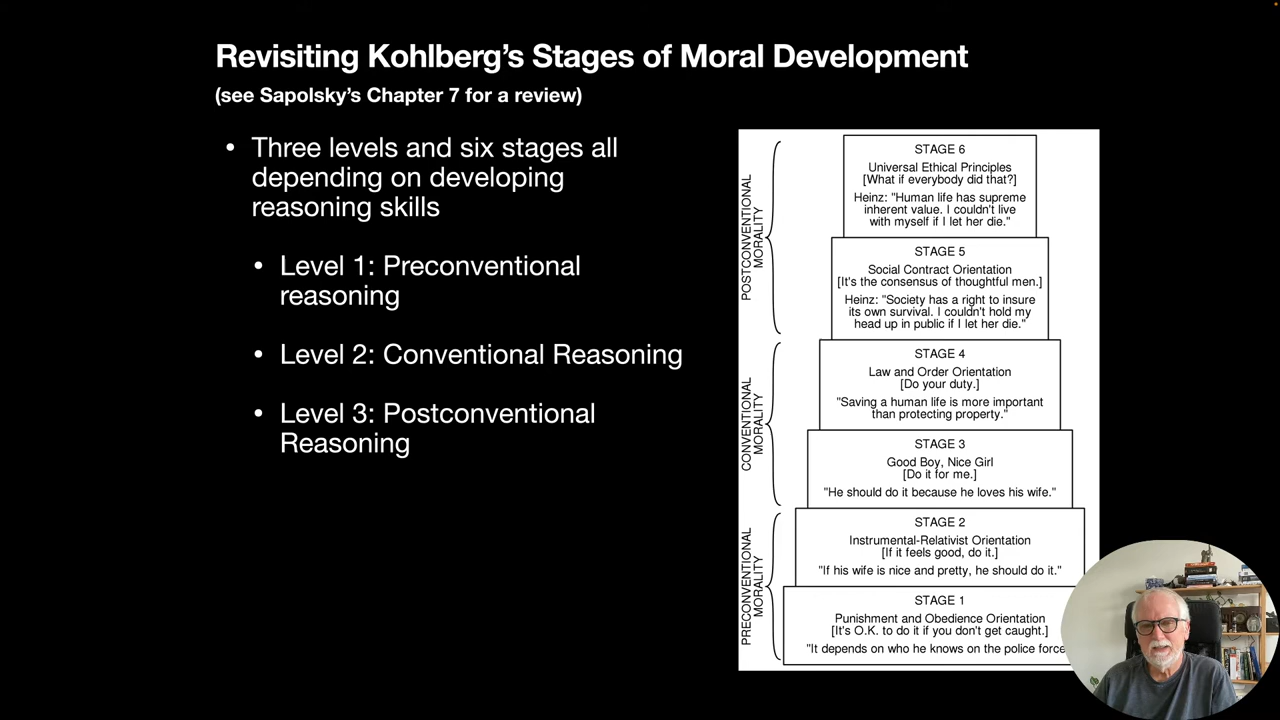 Revisiting Kohlberg's Stages of Moral Development
(see Sapolsky's Chapter 7 for a review)
• Three levels and six stages all
depending on developing
reasoning skills
• Level 1: Preconventional
reasoning
• Level 2: Conventional Reasoning
• Level 3: Postconventional
Reasoning
POSTCONVENTIONAL
MORALITY
STAGE 6
Universal Ethical Principles
[What if everybody did that?]
Heinz: "Human life has supreme
inherent value. I couldn't live
with myself if I let her die."
STAGE 5
Social Contract Orientation
[It's the consensus of thoughtful men.]
Heinz: "Society has a right to insure
its own survival. I couldn't hold my
head up in public if I let her die."
CONVENTIONAL
MORALITY
STAGE 4
Law and Order Orientation
[Do your duty.]
"Saving a human life is more important
than protecting property."
STAGE 3
Good Boy, Nice Girl
[Do it for me.]
"He should do it because he loves his wife."
PRECONVENTIONAL
MORALITY
STAGE 2
Instrumental-Relativist Orientation
[If it feels good, do it.]
"If his wife is nice and pretty, he should do it."
STAGE 1
Punishment and Obedience Orientation
[It's O.K. to do it if you don't get caught.]
"It depends on who he knows on the police force